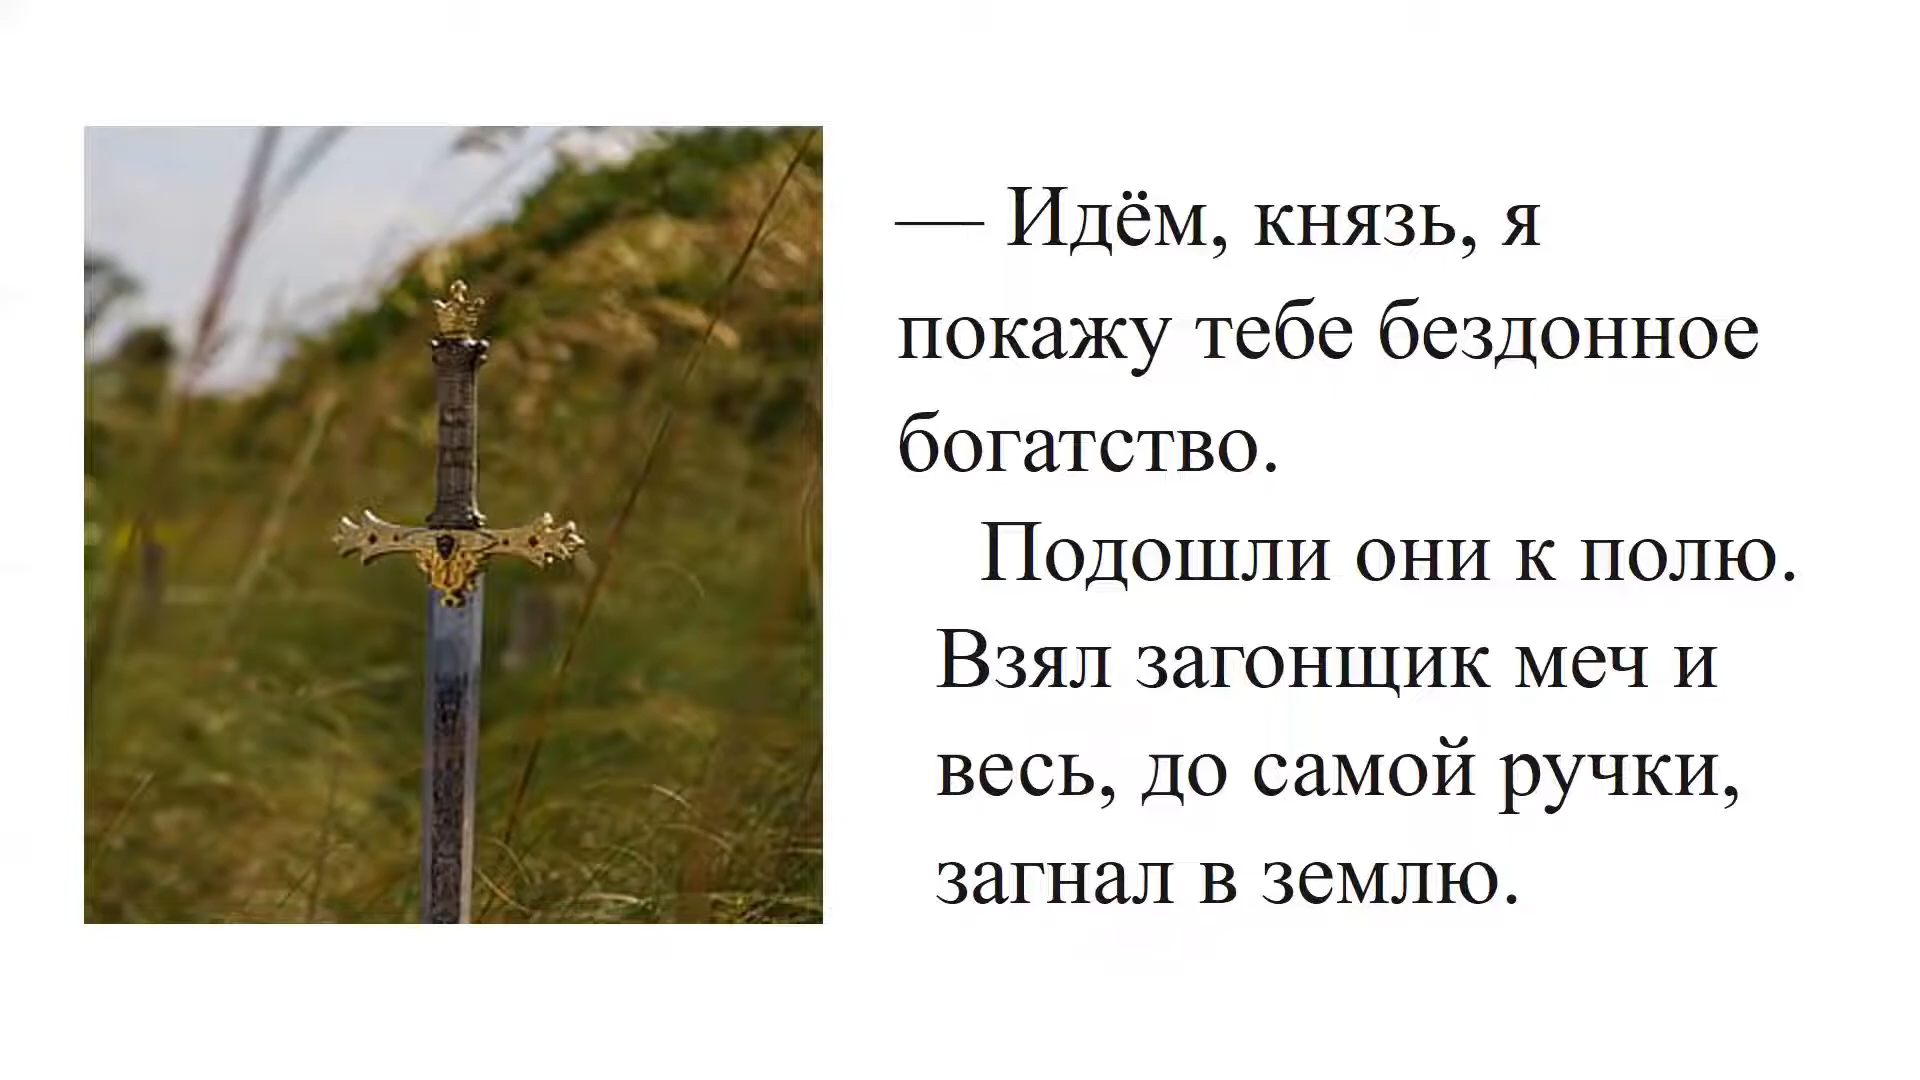 — Идём, князь, я
покажу тебе бездонное
богатство.
Подошли они к полю.
Взял загонщик меч и
весь, до самой ручки,
загнал в землю.